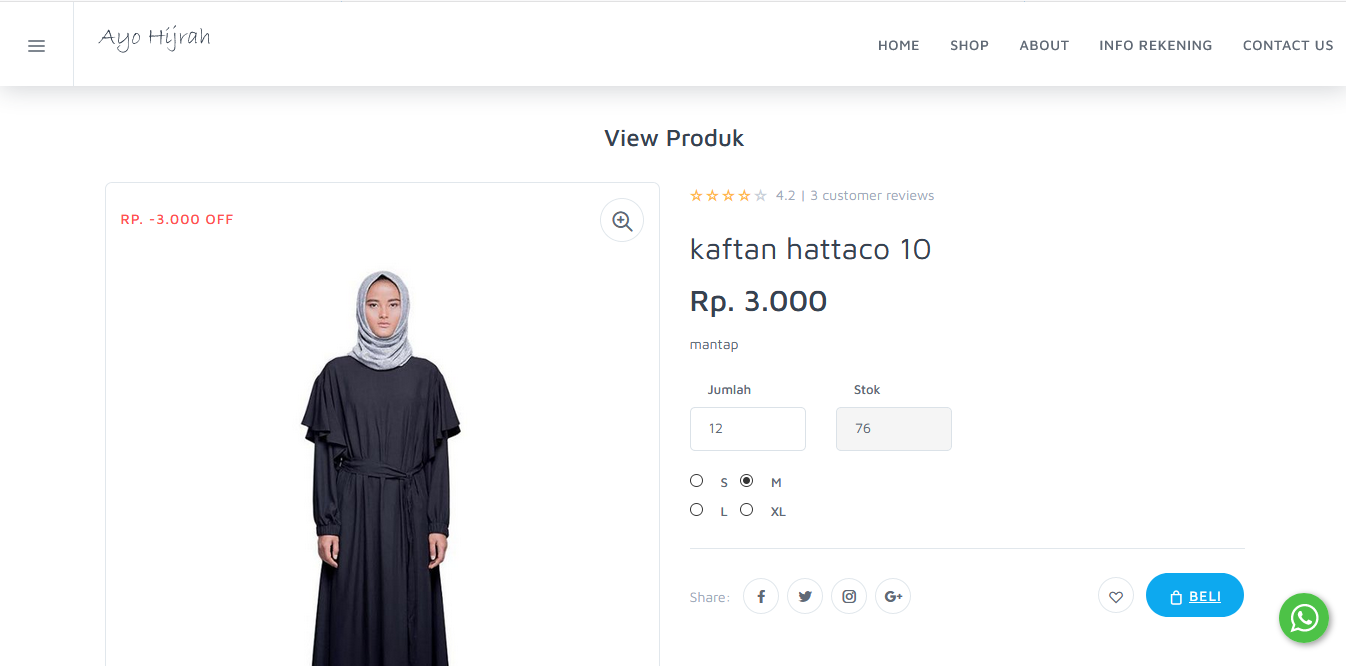 Ayo Hijrah
HOME SHOP ABOUT INFO REKENING CONTACT US
View Produk
RP. -3.000 OFF
4.2 | 3 customer reviews
kaftan hattaco 10
Rp. 3.000
mantap
Jumlah Stok
12 76
S M
L XL
Share: G+ BELI